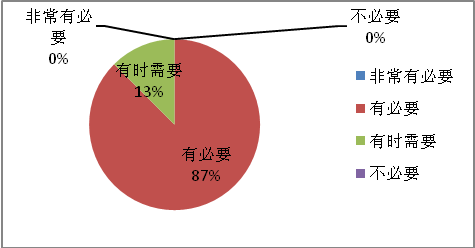 非常有必
要
0%
不必要
0%
有时需要
13%
有必要
87%
非常有必要
有必要
有时需要
不必要